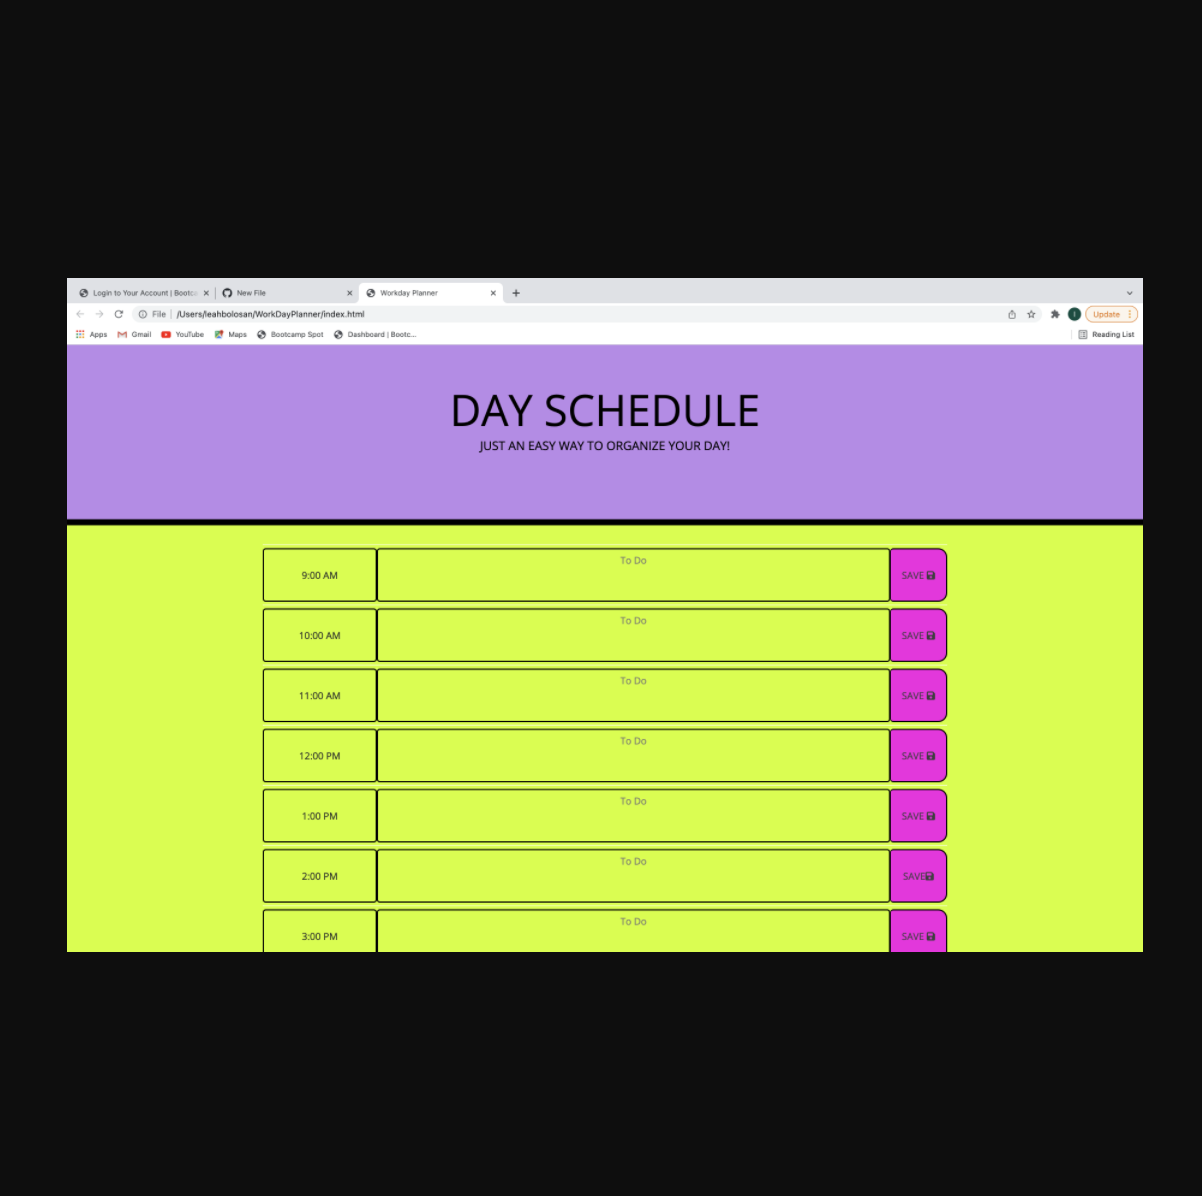 Login to Your Account | Bootc
New File
Workday Planner
File | /Users/leahbolosan/WorkDayPlanner/index.html
Update
Apps Gmail YouTube Maps Bootcamp Spot Dashboard | Bootc...
Reading List
DAY SCHEDULE
JUST AN EASY WAY TO ORGANIZE YOUR DAY!
9:00 AM To Do SAVE
10:00 AM To Do SAVE
11:00 AM To Do SAVE
12:00 PM To Do SAVE
1:00 PM To Do SAVE
2:00 PM To Do SAVE
3:00 PM To Do SAVE